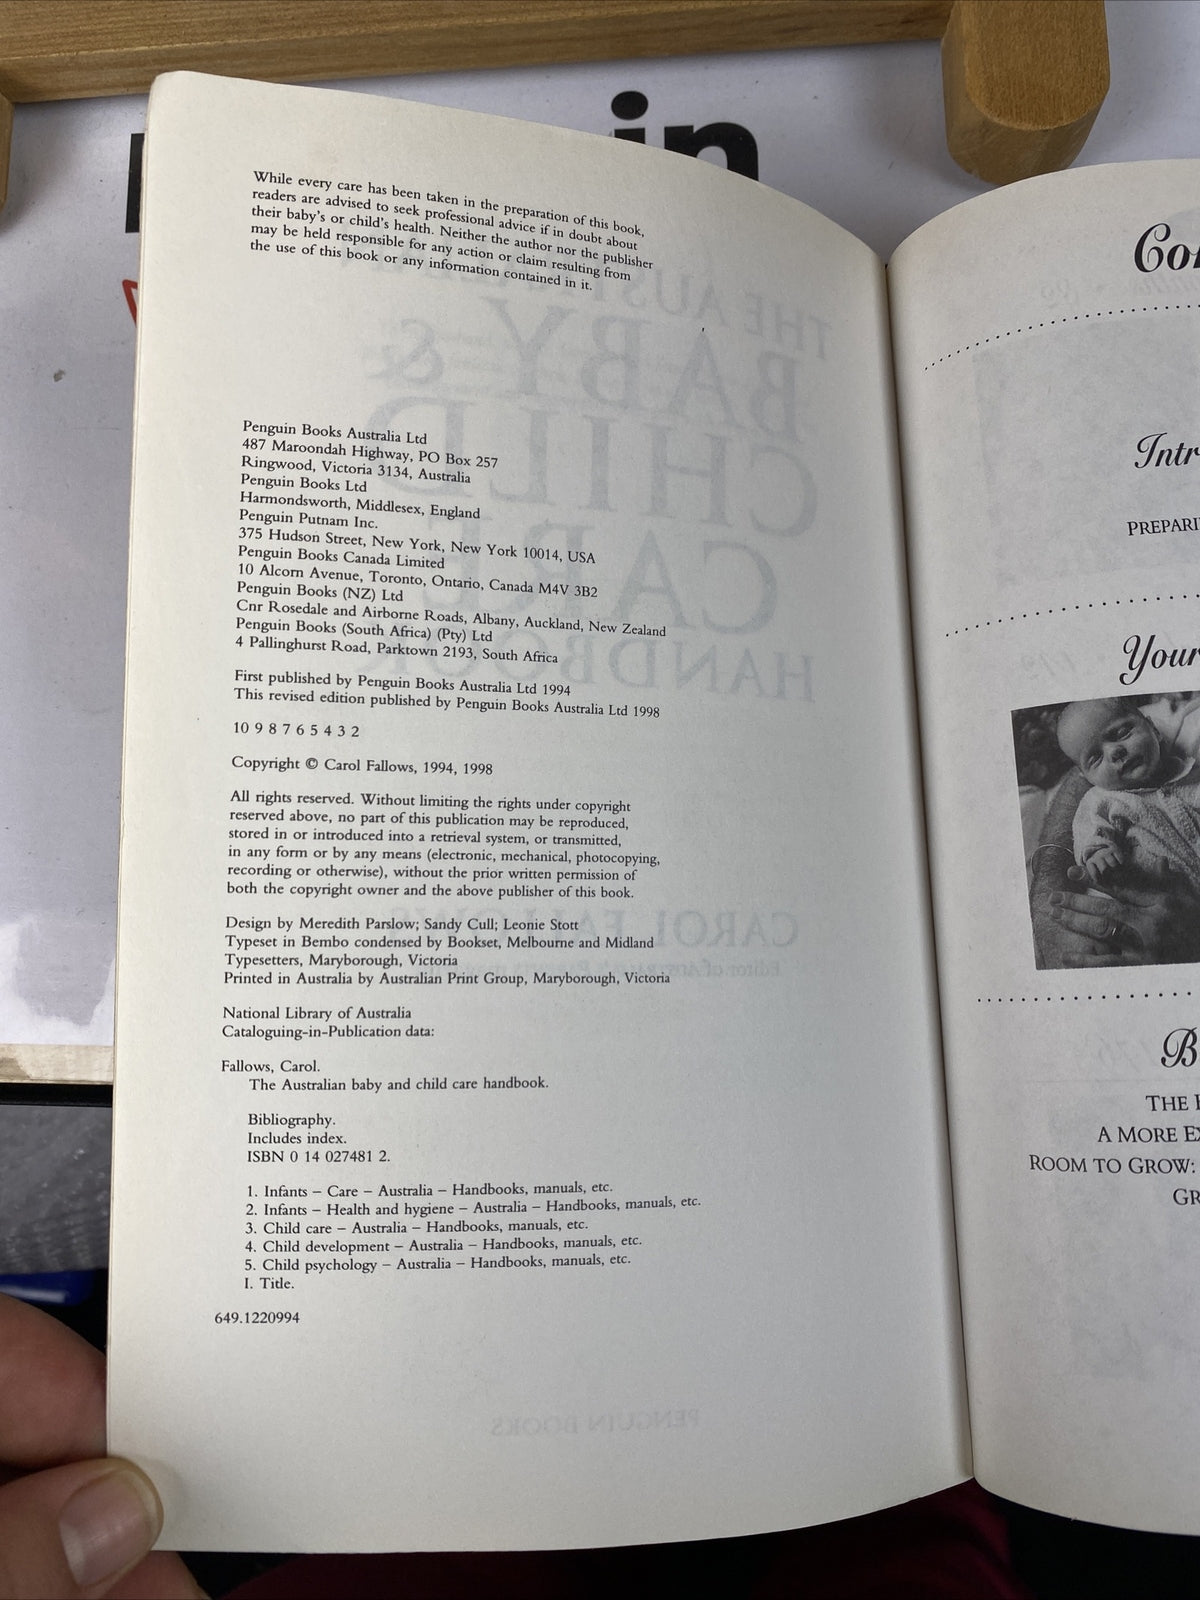 While every care has been taken in the preparation of this book,
readers are advised to seek professional advice if in doubt about
their baby's or child's health. Neither the author nor the publisher
may be held responsible for any action or claim resulting from
the use of this book or any information contained in it.
Penguin Books Australia Ltd
487 Maroondah Highway, PO Box 257
Ringwood, Victoria 3134, Australia
Penguin Books Ltd
Harmondsworth, Middlesex, England
Penguin Putnam Inc.
375 Hudson Street, New York, New York 10014, USA
Penguin Books Canada Limited
10 Alcorn Avenue, Toronto, Ontario, Canada M4V 3B2
Penguin Books (NZ) Ltd
Cnr Rosedale and Airborne Roads, Albany, Auckland, New Zealand
Penguin Books (South Africa) (Pty) Ltd
4 Pallinghurst Road, Parktown 2193, South Africa
First published by Penguin Books Australia Ltd 1994
This revised edition published by Penguin Books Australia Ltd 1998
10 9 8 7 6 5 4 3 2
Copyright © Carol Fallows, 1994, 1998
All rights reserved. Without limiting the rights under copyright
reserved above, no part of this publication may be reproduced,
stored in or introduced into a retrieval system, or transmitted,
in any form or by any means (electronic, mechanical, photocopying,
recording or otherwise), without the prior written permission of
both the copyright owner and the above publisher of this book.
Design by Meredith Parslow; Sandy Cull; Leonie Stott
Typeset in Bembo condensed by Bookset, Melbourne and Midland
Typesetters, Maryborough, Victoria
Printed in Australia by Australian Print Group, Maryborough, Victoria
National Library of Australia
Cataloguing-in-Publication data:
Fallows, Carol.
The Australian baby and child care handbook.
Bibliography.
Includes index.
ISBN 0 14 027481 2.
1. Infants – Care – Australia – Handbooks, manuals, etc.
2. Infants – Health and hygiene – Australia – Handbooks, manuals, etc.
3. Child care – Australia – Handbooks, manuals, etc.
4. Child development – Australia – Handbooks, manuals, etc.
5. Child psychology – Australia – Handbooks, manuals, etc.
I. Title.
649.1220994
Your
THE
A MORE
ROOM TO GROW: